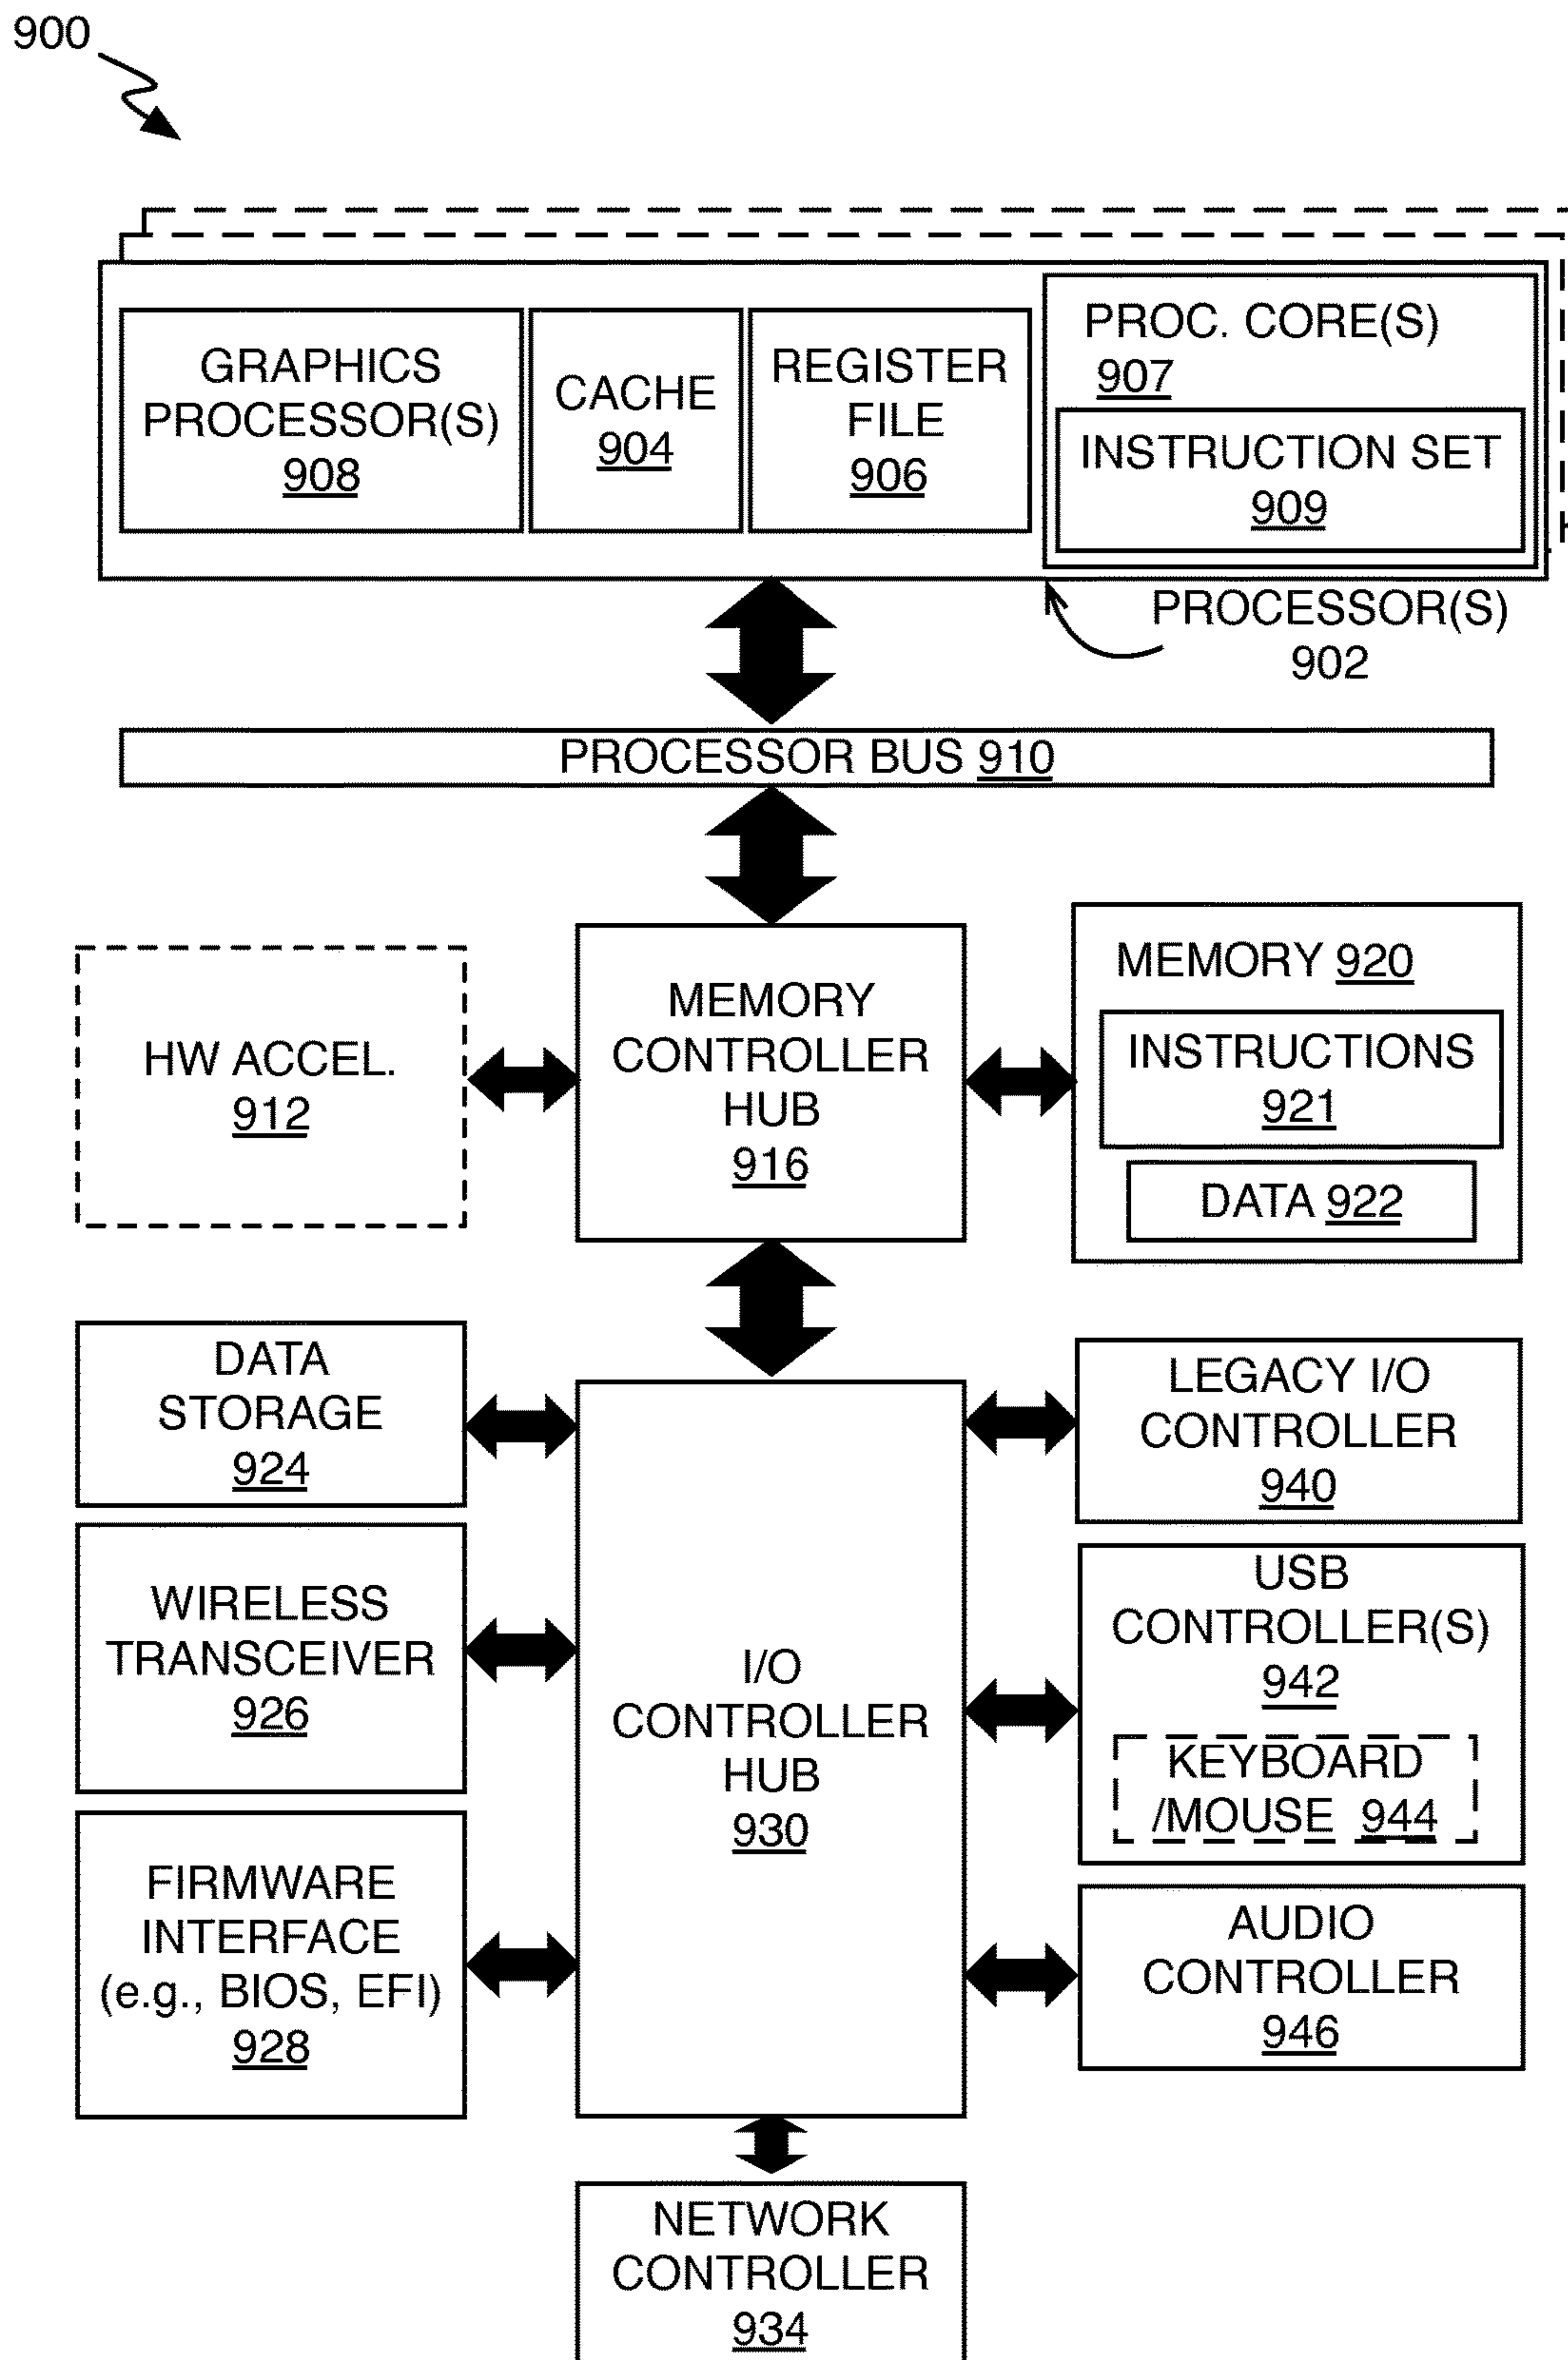 900
GRAPHICS
PROCESSOR(S)
908
CACHE
904
REGISTER
FILE
906
PROC. CORE(S)
907
INSTRUCTION SET
909
PROCESSOR(S)
902
PROCESSOR BUS 910
HW ACCEL.
912
MEMORY
CONTROLLER
HUB
916
MEMORY 920
INSTRUCTIONS
921
DATA 922
DATA
STORAGE
924
WIRELESS
TRANSCEIVER
926
FIRMWARE
INTERFACE
(e.g., BIOS, EFI)
928
I/O
CONTROLLER
HUB
930
LEGACY I/O
CONTROLLER
940
USB
CONTROLLER(S)
942
KEYBOARD
/MOUSE 944
AUDIO
CONTROLLER
946
NETWORK
CONTROLLER
934